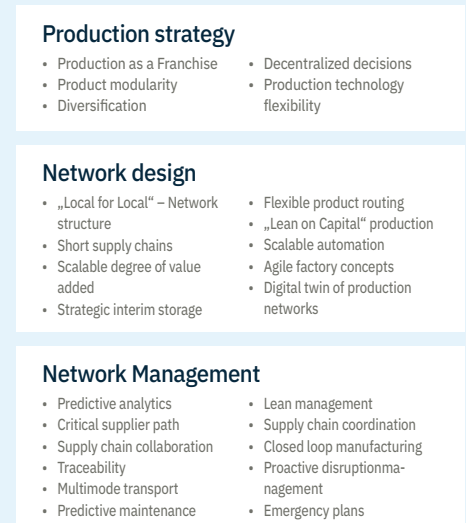 Production strategy
• Production as a Franchise
• Product modularity
• Diversification
• Decentralized decisions
• Production technology
flexibility
Network design
• „Local for Local“ – Network
structure
• Short supply chains
• Scalable degree of value
added
• Strategic interim storage
• Flexible product routing
• „Lean on Capital“ production
• Scalable automation
• Agile factory concepts
• Digital twin of production
networks
Network Management
• Predictive analytics
• Critical supplier path
• Supply chain collaboration
• Traceability
• Multimode transport
• Predictive maintenance
• Lean management
• Supply chain coordination
• Closed loop manufacturing
• Proactive disruptionma-
nagement
• Emergency plans